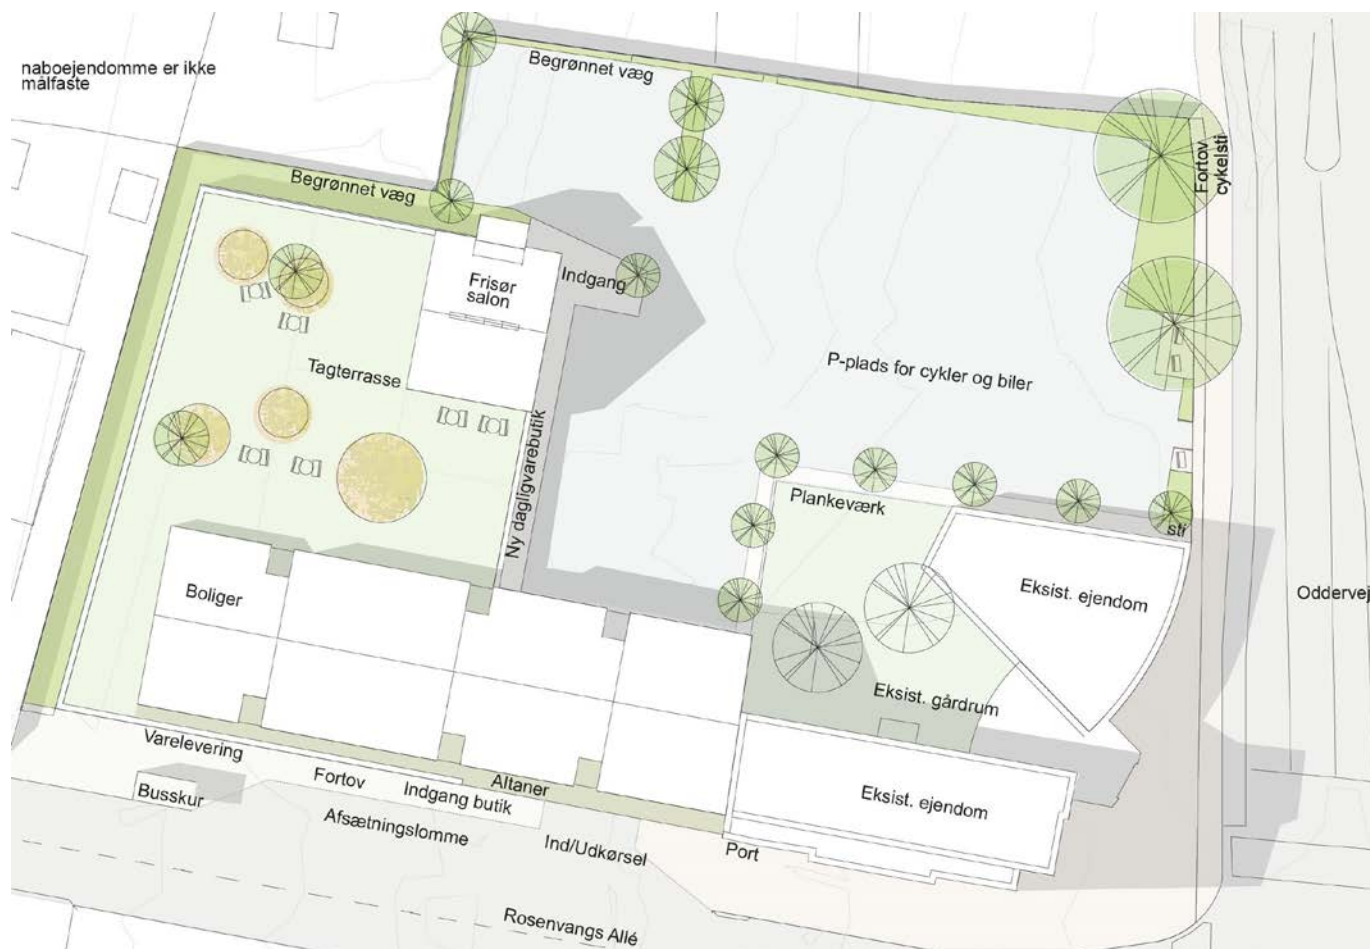 naboejendomme er ikke
målfaste
Begrønnet væg
Fortov
cykelsti
Begrønnet væg
Frisør
salon
Indgang
Tagterrasse
P-plads for cykler og biler
Ny dagligvarebutik
Plankeværk
sti
Boliger
Eksist. ejendom
Oddervej
Eksist. gårdrum
Varelevering
Fortov
Altaner
Indgang butik
Eksist. ejendom
Busskur
Afsætningslomme
Ind/Udkørsel
Port
Rosenvangs Allé